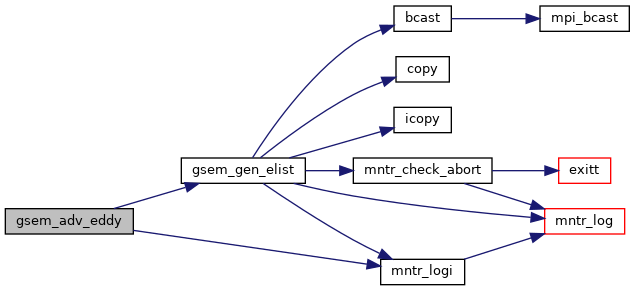 bcast
mpi_bcast
copy
icopy
gsem_gen_elist
mntr_check_abort
exitt
gsem_adv_eddy
mntr_log
mntr_logi